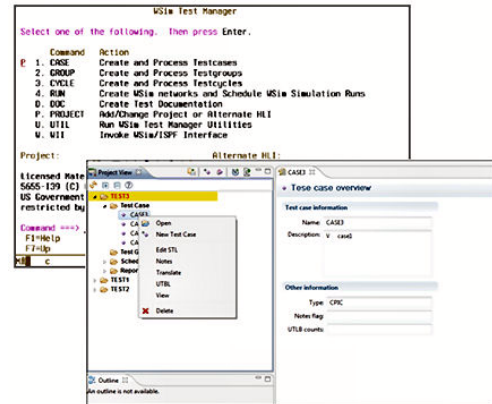 WSim Test Manager
Select one of the following. Then press Enter.
Command Action
P 1. CASE Create and Process Testcases
2. GROUP Create and Process Testgroups
3. CYCLE Create and Process Testcycles
4. RUN Create WSim networks and Schedule WSim Simulation Runs
D. DOC Create Test Documentation
P. PROJECT Add/Change Project or Alternate HLI
U. UTIL Run WSim Test Manager Utilities
W. WII Invoke WSim/ISPF Interface
Project: Alternate HLI:
Licensed Mate
5655-I39 (C)
US Government
restricted by
Command ===>
F1=Help
F7=Up
c
Project View
TEST3
Test Case
CASE3
CA
CA
CA
Test G
Sched
Repor
TEST1
TEST2
Open
New Test Case
Edit STL
Notes
Translate
UTBL
View
Delete
Outline
An outline is not available.
CASE3
Tese case overview
Test case information
Name: CASE3
Description: V case1
Other information
Type: CPIC
Notes flag:
UTLB counts: